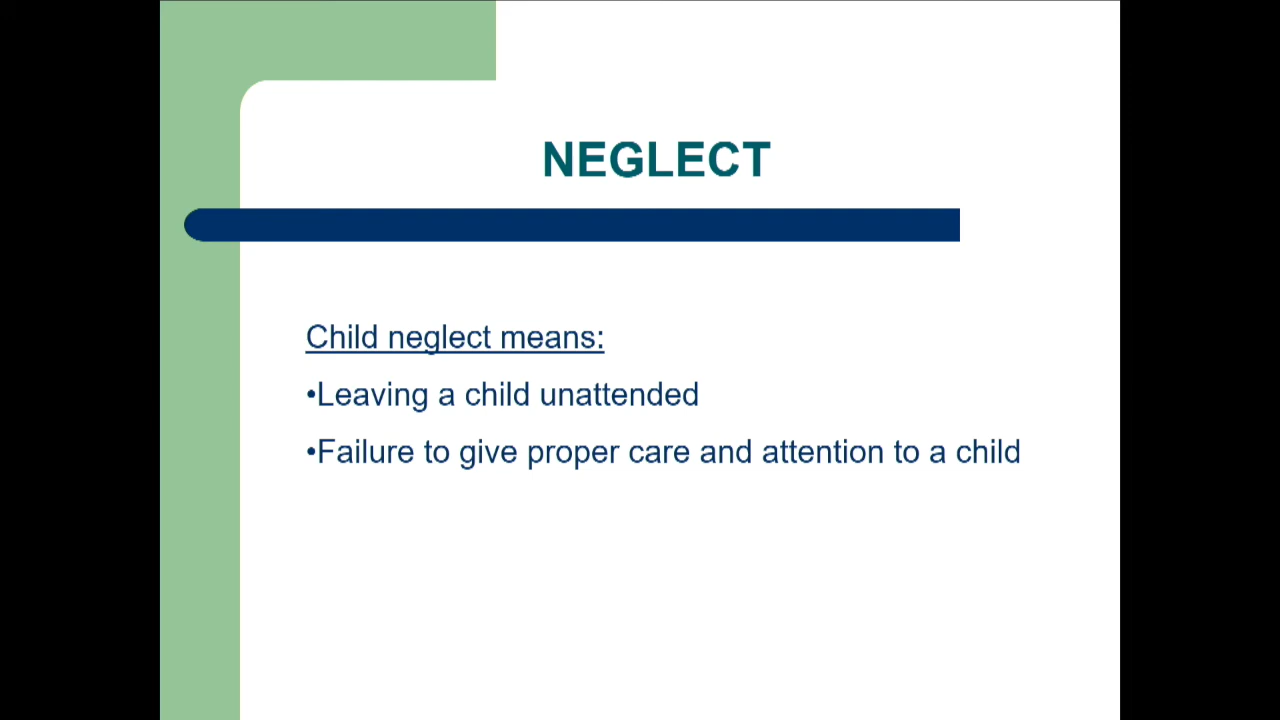 NEGLECT
Child neglect means:
•Leaving a child unattended
•Failure to give proper care and attention to a child